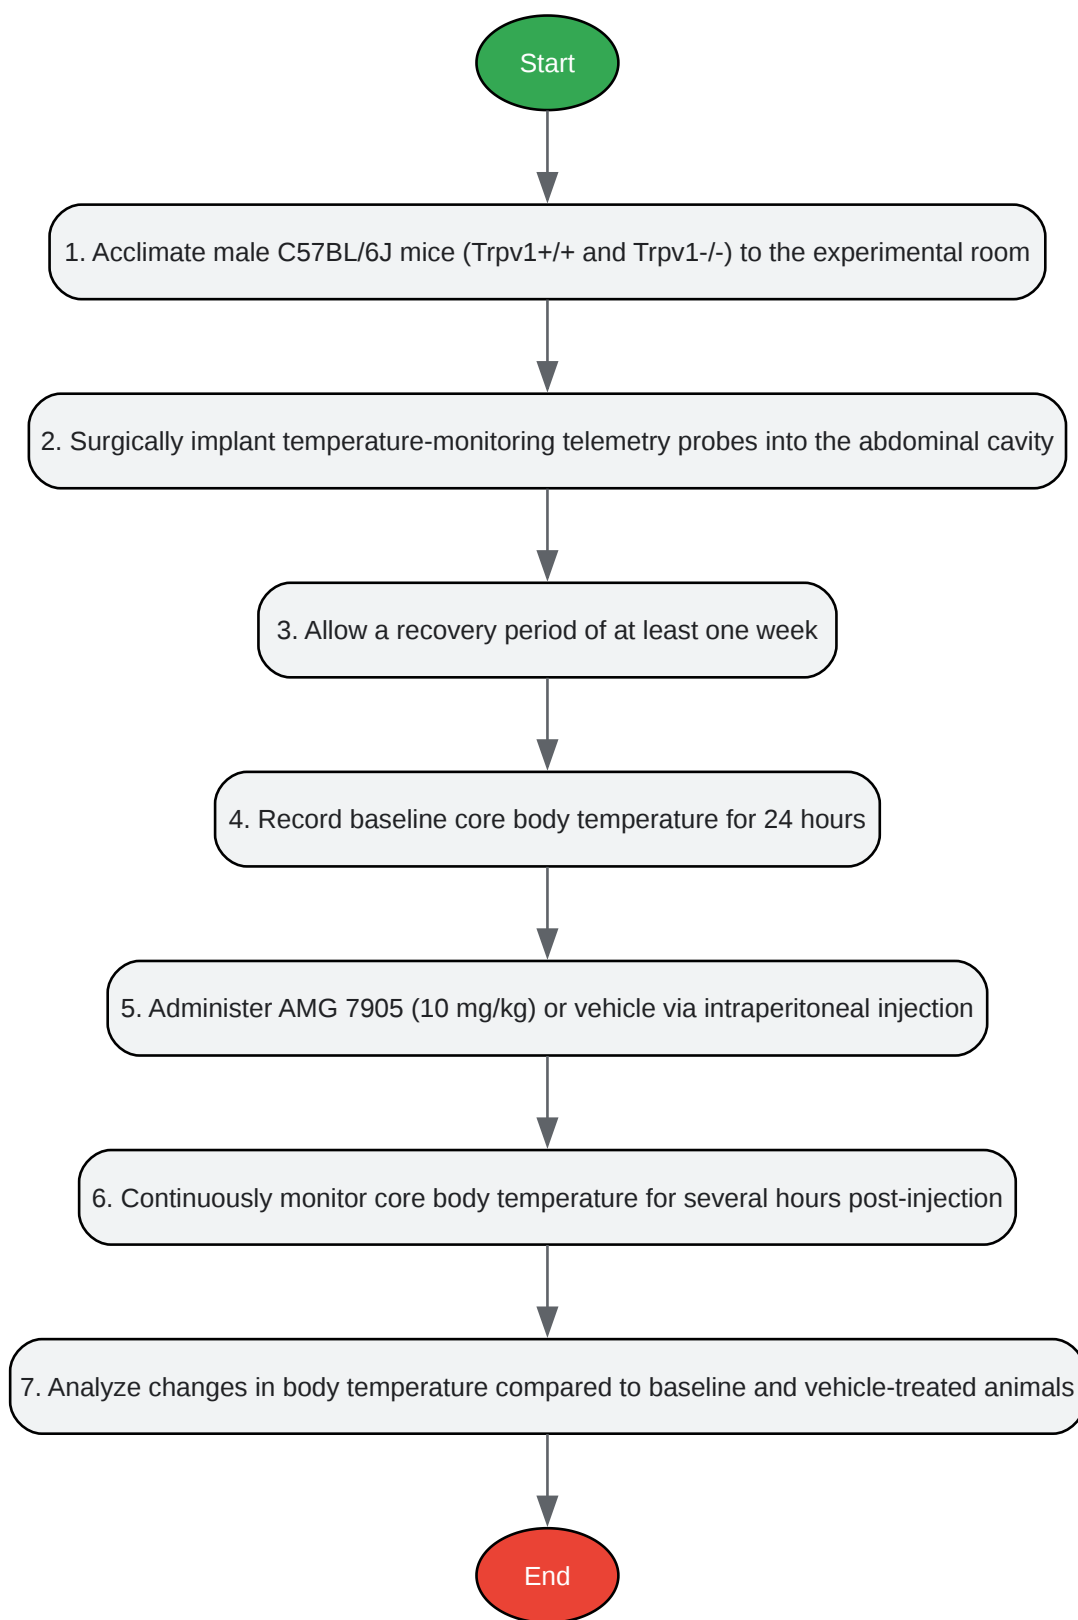 Start
1. Acclimate male C57BL/6J mice (Trpv1+/+ and Trpv1-/-) to the experimental room
2. Surgically implant temperature-monitoring telemetry probes into the abdominal cavity
3. Allow a recovery period of at least one week
4. Record baseline core body temperature for 24 hours
5. Administer AMG 7905 (10 mg/kg) or vehicle via intraperitoneal injection
6. Continuously monitor core body temperature for several hours post-injection
7. Analyze changes in body temperature compared to baseline and vehicle-treated animals
End